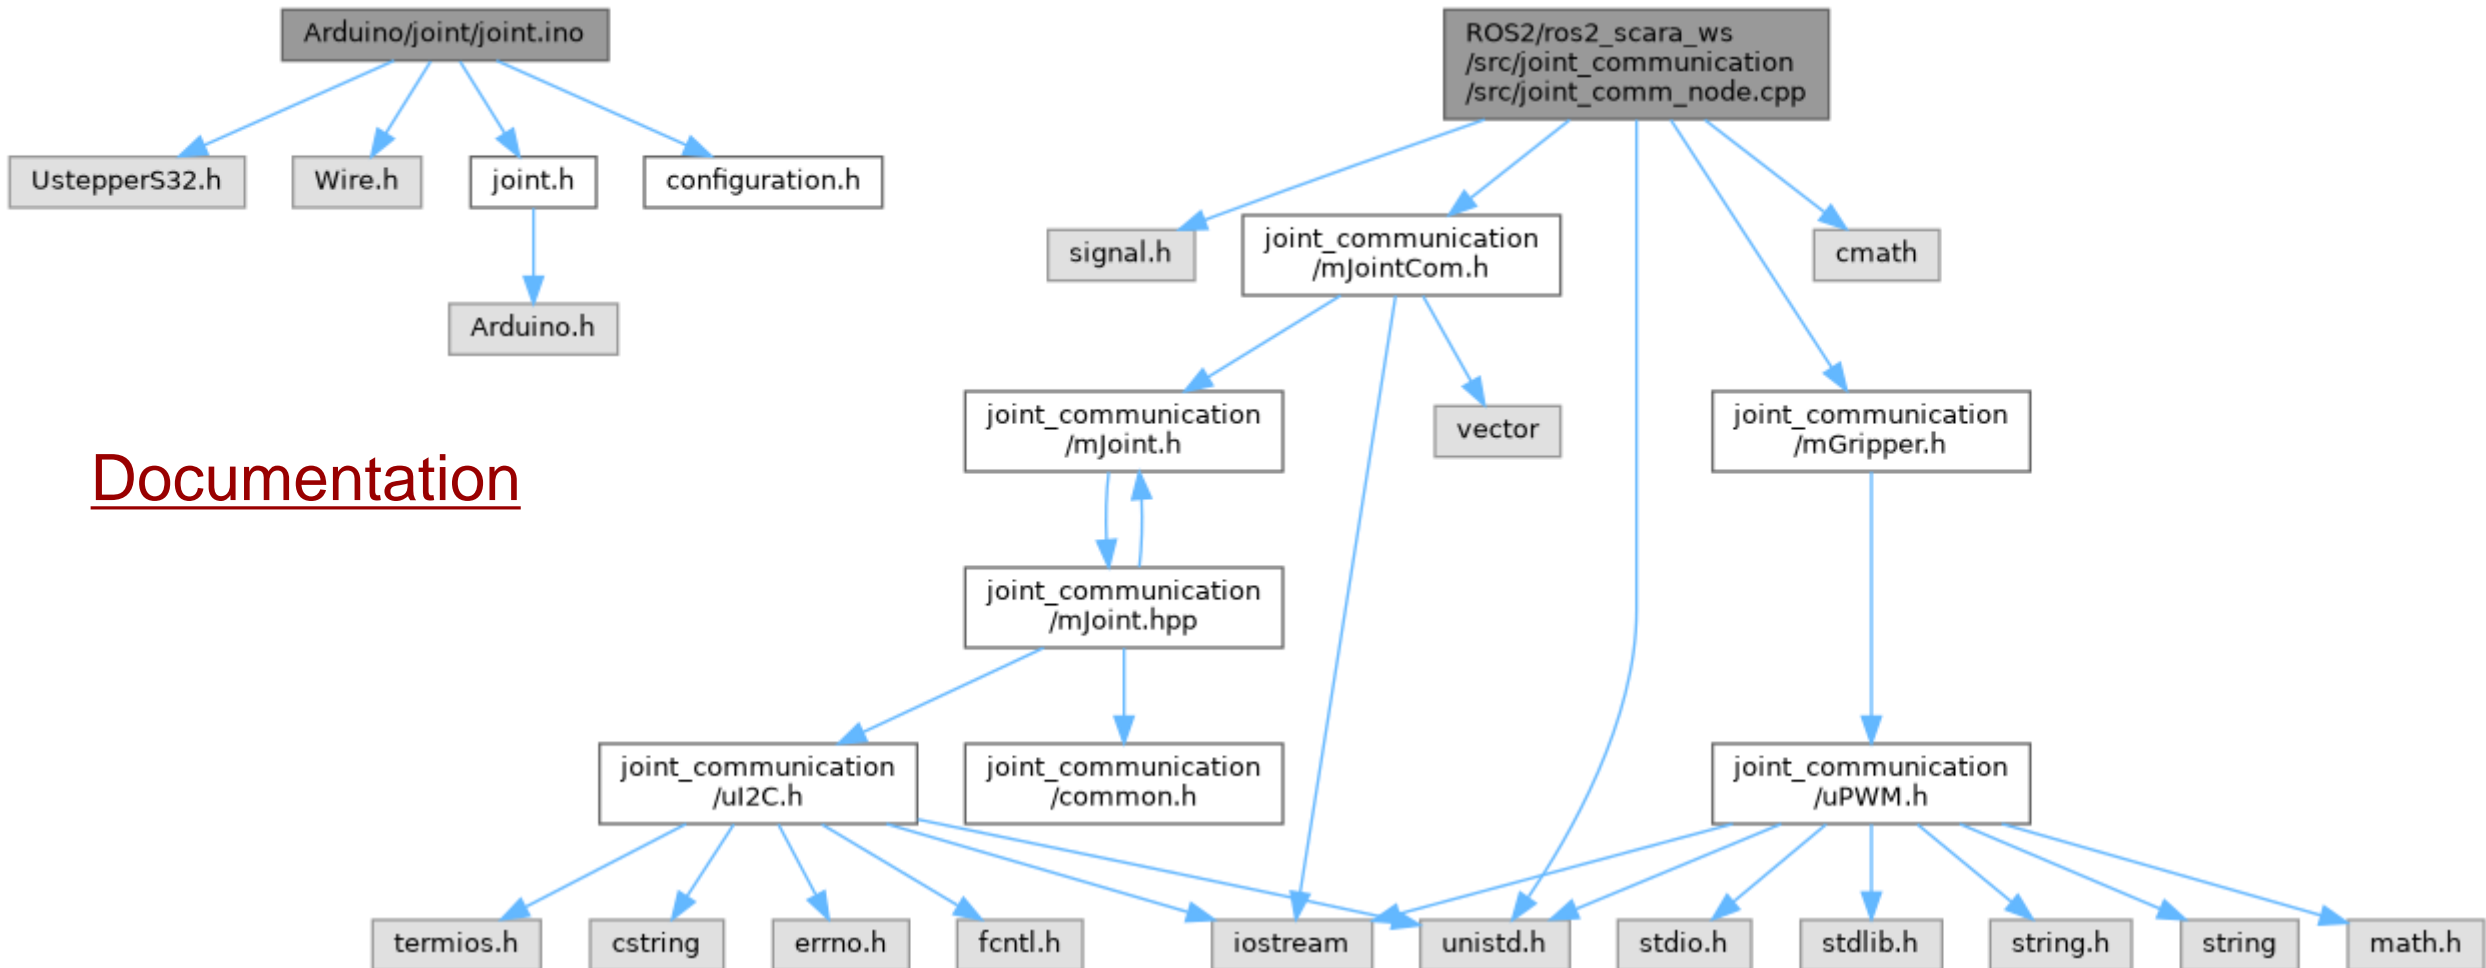 Arduino/joint/joint.ino
UstepperS32.h
Wire.h
joint.h
configuration.h
Arduino.h
Documentation
ROS2/ros2_scara_ws
/src/joint_communication
/src/joint_comm_node.cpp
signal.h
joint_communication
/mJointCom.h
cmath
joint_communication
/mJoint.h
vector
joint_communication
/mGripper.h
joint_communication
/mJoint.hpp
joint_communication
/uI2C.h
joint_communication
/common.h
joint_communication
/uPWM.h
termios.h
cstring
errno.h
fcntl.h
iostream
unistd.h
stdio.h
stdlib.h
string.h
string
math.h